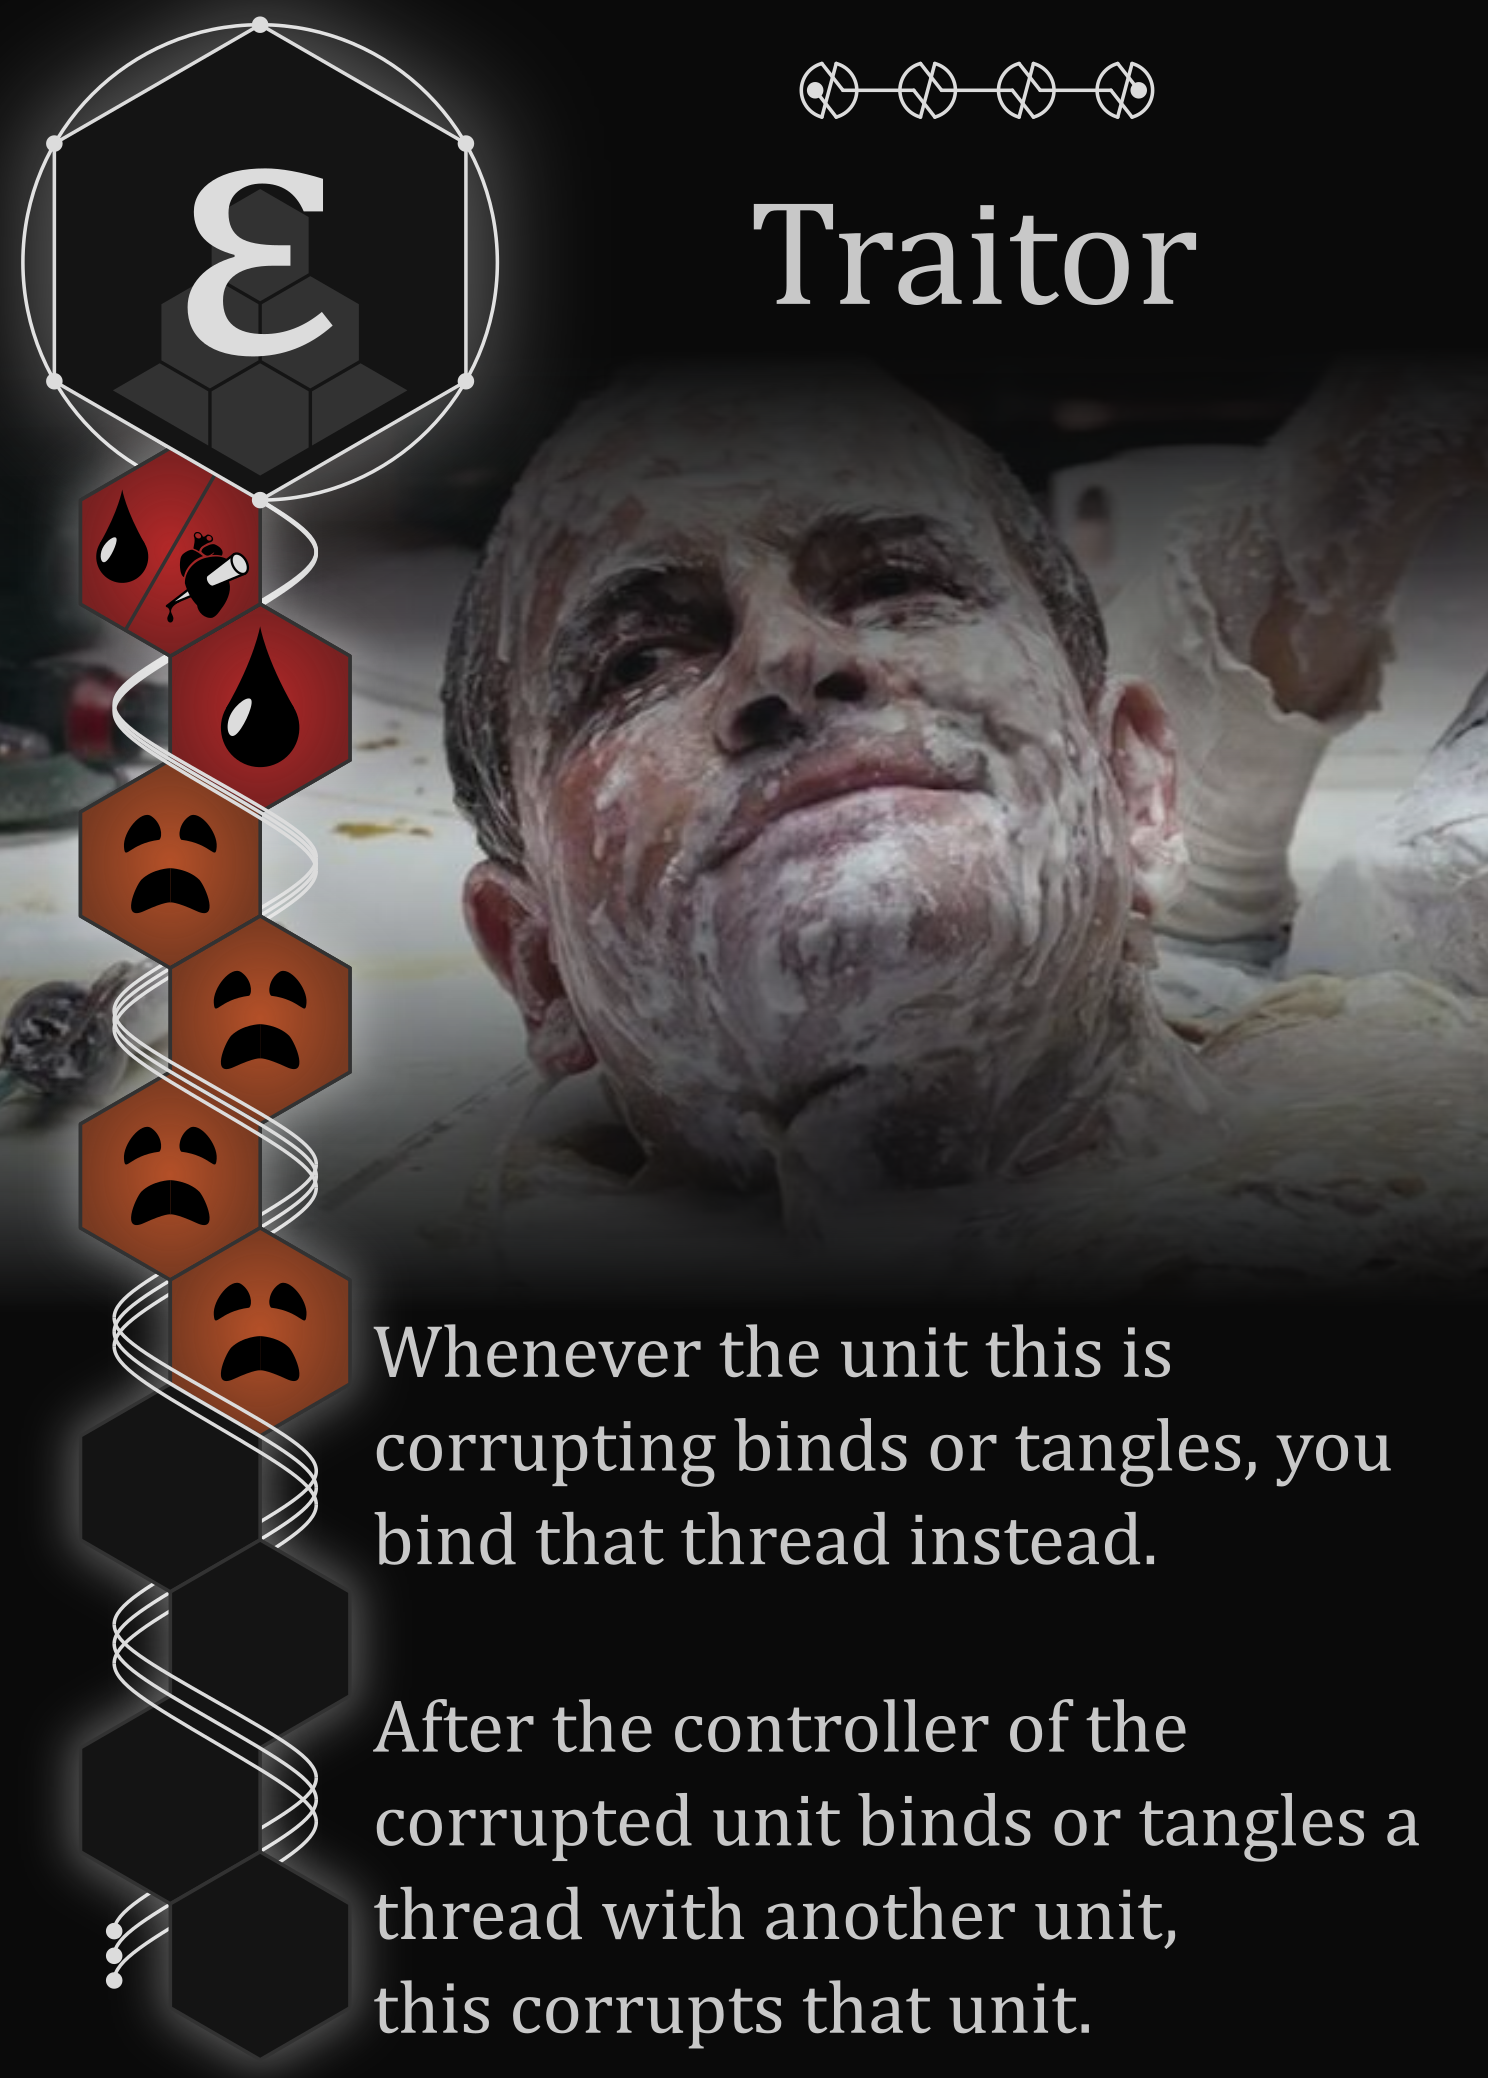 ε
Traitor
Whenever the unit this is
corrupting binds or tangles, you
bind that thread instead.
After the controller of the
corrupted unit binds or tangles a
thread with another unit,
this corrupts that unit.